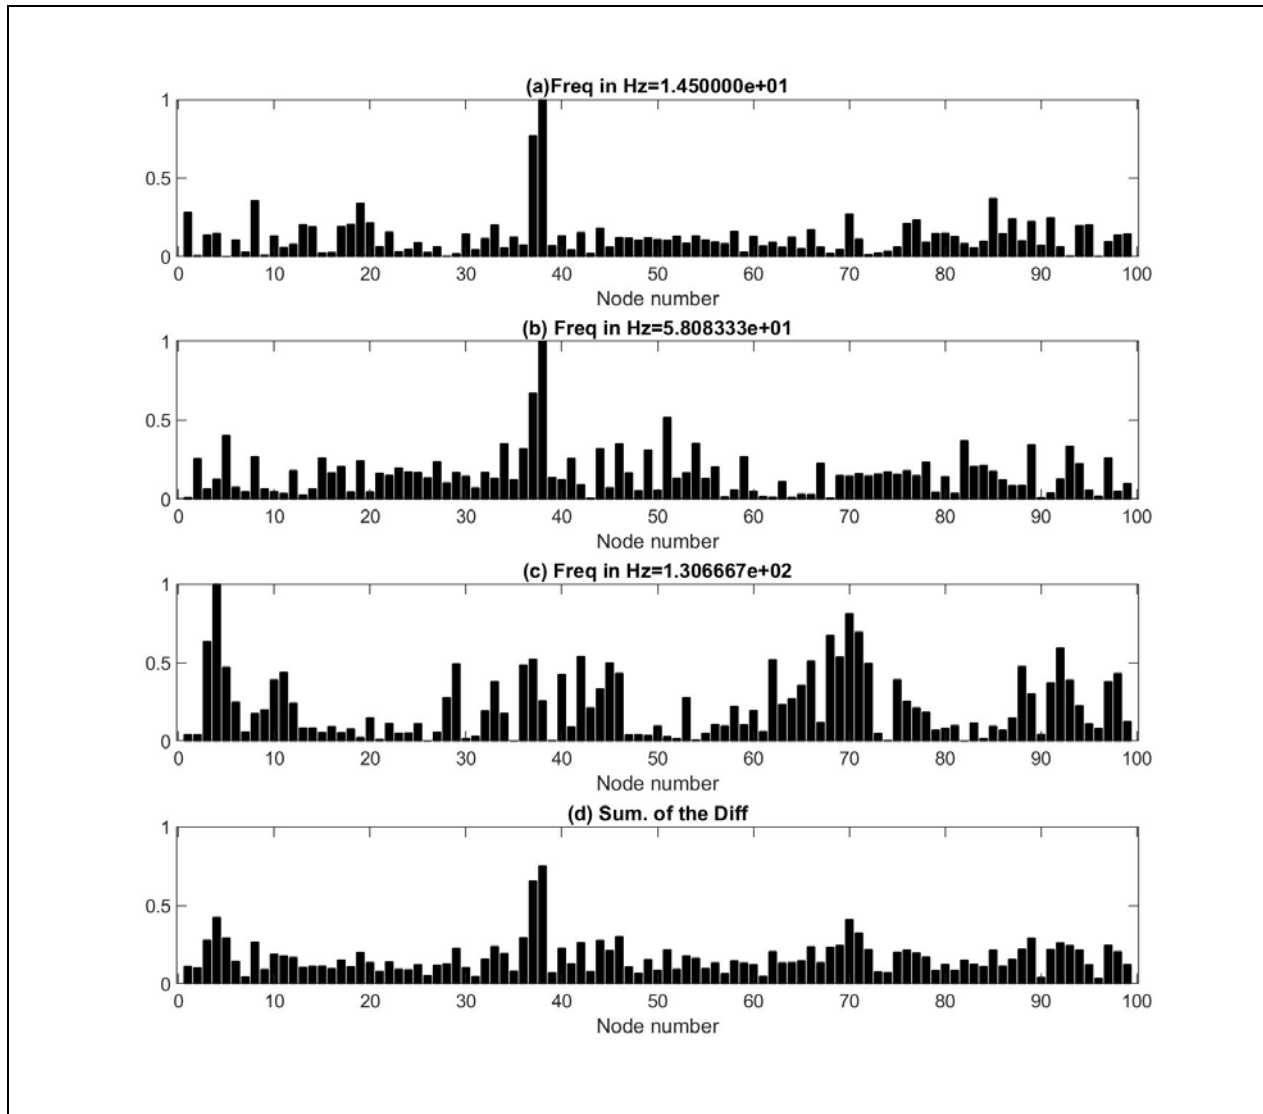 (a)Freq in Hz=1.450000e+01
1
0.5
0
0 10 20 30 40 50 60 70 80 90 100
Node number
(b) Freq in Hz=5.808333e+01
1
0.5
0
0 10 20 30 40 50 60 70 80 90 100
Node number
(c) Freq in Hz=1.306667e+02
1
0.5
0
0 10 20 30 40 50 60 70 80 90 100
Node number
(d) Sum. of the Diff
1
0.5
0
0 10 20 30 40 50 60 70 80 90 100
Node number